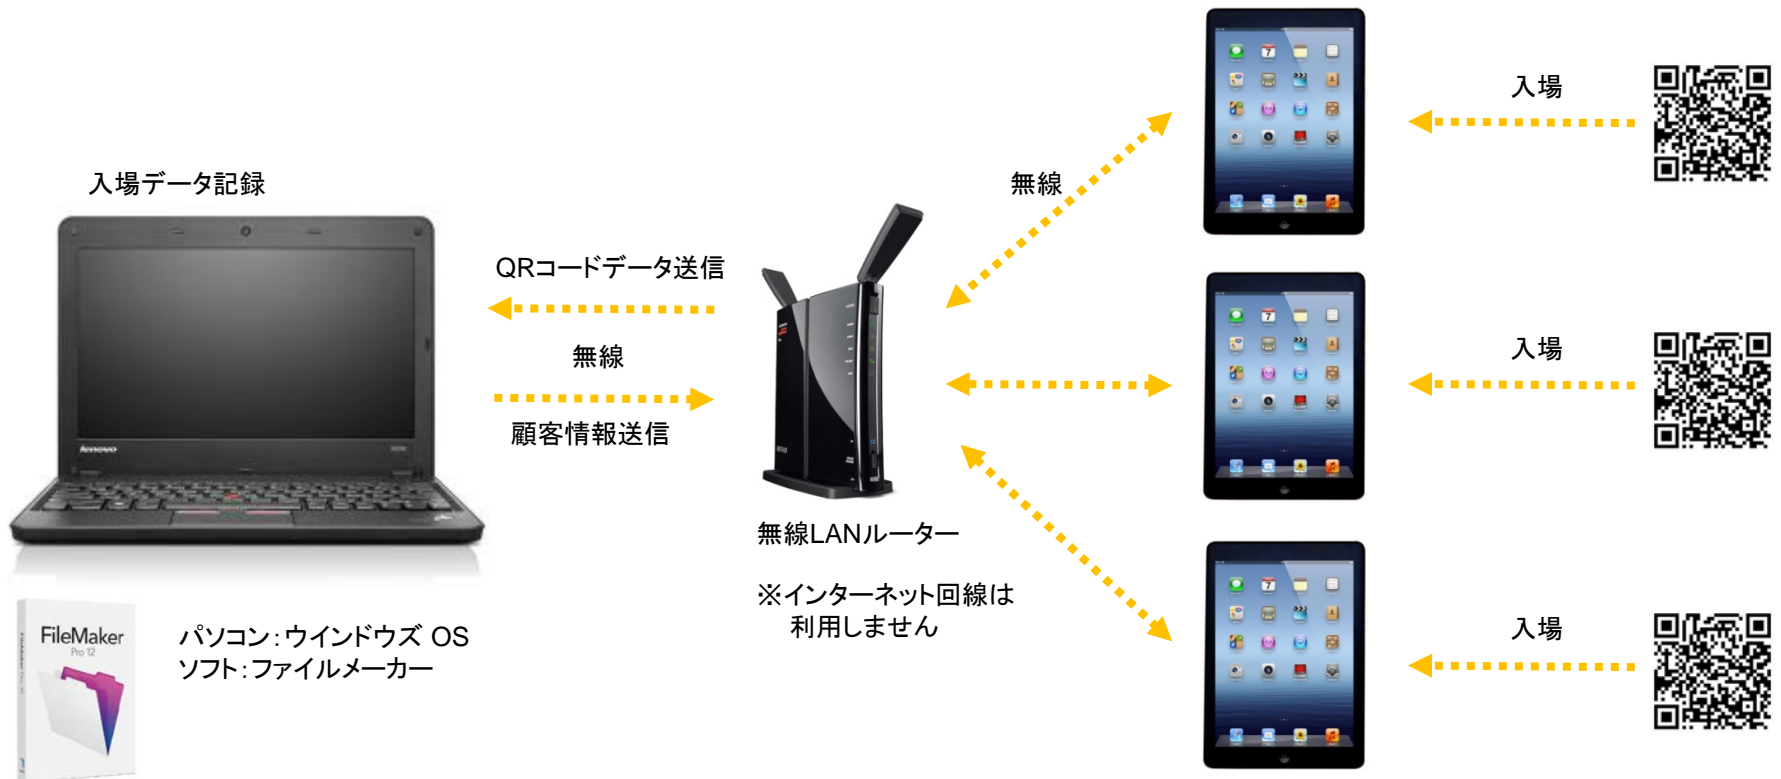 入場データ記録
lenovo
QRコードデータ送信
無線
顧客情報送信
FileMaker
Pro 12
パソコン：ウインドウズ OS
ソフト：ファイルメーカー
無線LANルーター
※インターネット回線は
利用しません
無線
7
入場
7
入場
7
入場